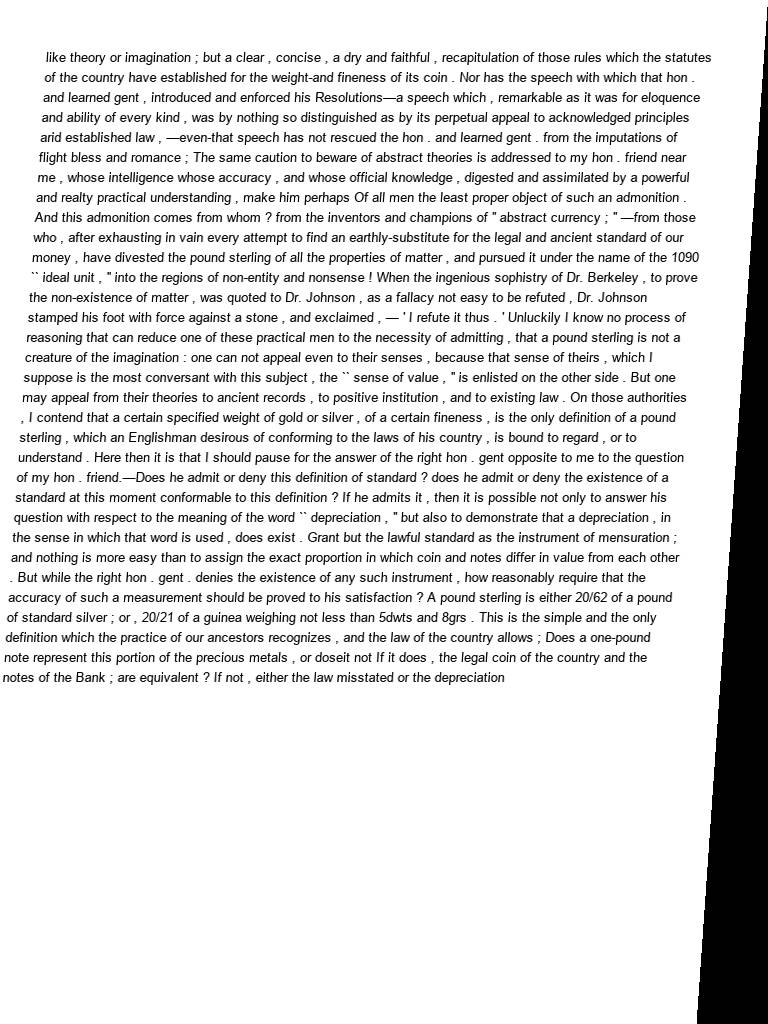 like theory or imagination ; but a clear , concise , a dry and faithful , recapitulation of those rules which the statutes
of the country have established for the weight-and fineness of its coin . Nor has the speech with which that hon .
and learned gent , introduced and enforced his Resolutions—a speech which , remarkable as it was for eloquence
and ability of every kind , was by nothing so distinguished as by its perpetual appeal to acknowledged principles
arid established law , —even-that speech has not rescued the hon . and learned gent . from the imputations of
flight bless and romance ; The same caution to beware of abstract theories is addressed to my hon . friend near
me , whose intelligence whose accuracy , and whose official knowledge , digested and assimilated by a powerful
and realty practical understanding , make him perhaps Of all men the least proper object of such an admonition .
And this admonition comes from whom ? from the inventors and champions of " abstract currency ; " —from those
who , after exhausting in vain every attempt to find an earthly-substitute for the legal and ancient standard of our
money , have divested the pound sterling of all the properties of matter , and pursued it under the name of the 1090
`` ideal unit , " into the regions of non-entity and nonsense ! When the ingenious sophistry of Dr. Berkeley , to prove
the non-existence of matter , was quoted to Dr. Johnson , as a fallacy not easy to be refuted , Dr. Johnson
stamped his foot with force against a stone , and exclaimed , — ' I refute it thus . ' Unluckily I know no process of
reasoning that can reduce one of these practical men to the necessity of admitting , that a pound sterling is not a
creature of the imagination : one can not appeal even to their senses , because that sense of theirs , which I
suppose is the most conversant with this subject , the `` sense of value , " is enlisted on the other side . But one
may appeal from their theories to ancient records , to positive institution , and to existing law . On those authorities
, I contend that a certain specified weight of gold or silver , of a certain fineness , is the only definition of a pound
sterling , which an Englishman desirous of conforming to the laws of his country , is bound to regard , or to
understand . Here then it is that I should pause for the answer of the right hon . gent opposite to me to the question
of my hon . friend.—Does he admit or deny this definition of standard ? does he admit or deny the existence of a
standard at this moment conformable to this definition ? If he admits it , then it is possible not only to answer his
question with respect to the meaning of the word `` depreciation , " but also to demonstrate that a depreciation , in
the sense in which that word is used , does exist . Grant but the lawful standard as the instrument of mensuration ;
and nothing is more easy than to assign the exact proportion in which coin and notes differ in value from each other
. But while the right hon . gent . denies the existence of any such instrument , how reasonably require that the
accuracy of such a measurement should be proved to his satisfaction ? A pound sterling is either 20/62 of a pound
of standard silver ; or , 20/21 of a guinea weighing not less than 5dwts and 8grs . This is the simple and the only
definition which the practice of our ancestors recognizes , and the law of the country allows ; Does a one-pound
note represent this portion of the precious metals , or doseit not If it does , the legal coin of the country and the
notes of the Bank ; are equivalent ? If not , either the law misstated or the depreciation